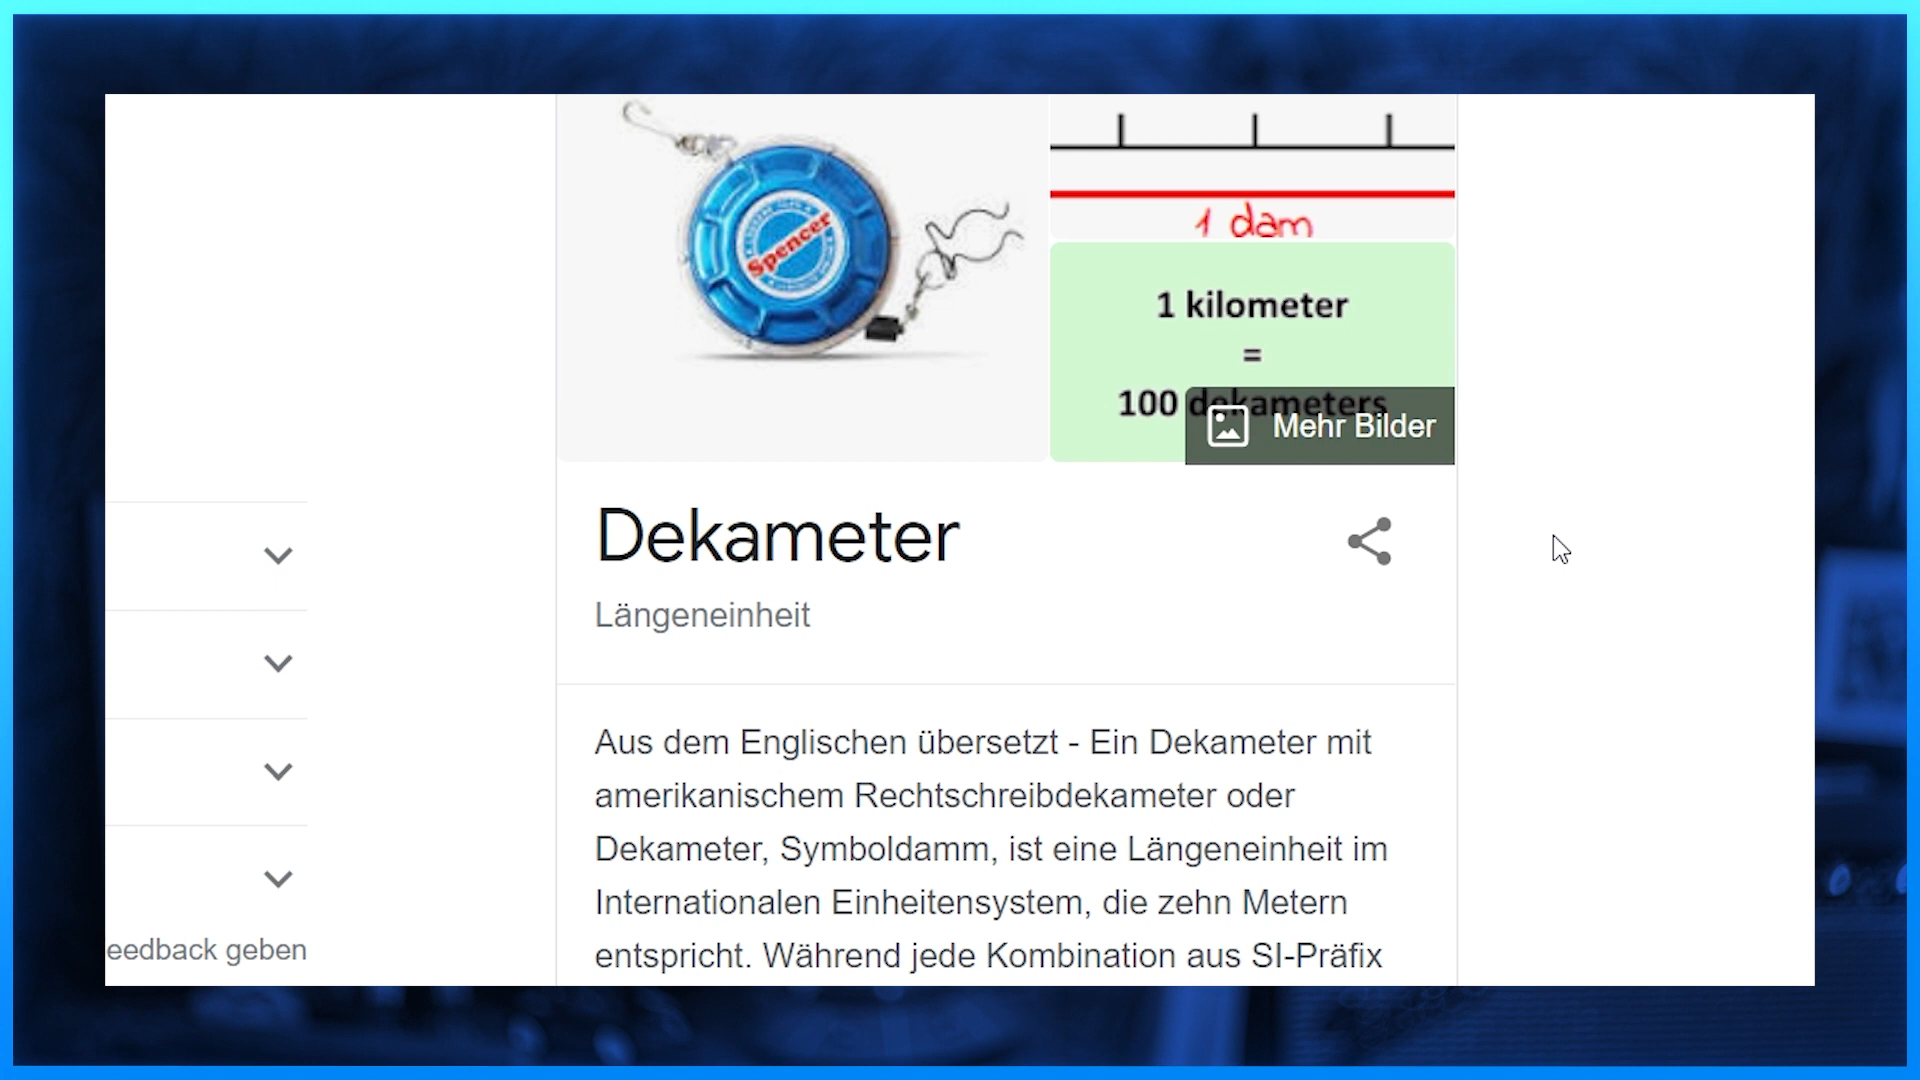 Spencer
1 dam
1 kilometer
=
100 dekameters
Mehr Bilder
Dekameter
Längeneinheit
Aus dem Englischen übersetzt - Ein Dekameter mit
amerikanischem Rechtschreibdekameter oder
Dekameter, Symboldamm, ist eine Längeneinheit im
Internationalen Einheitensystem, die zehn Metern
entspricht. Während jede Kombination aus SI-Präfix
eedback geben